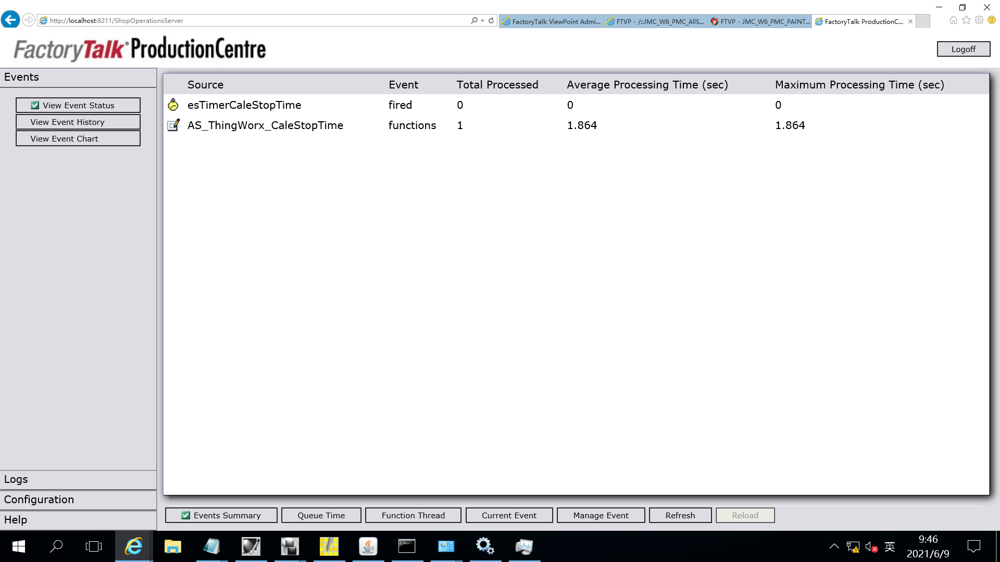 http://localhost:8211/ShopOperationsServer
FactoryTalk ViewPoint Admi...
FTVP - /::JMC_W6_PMC_AllS...
FTVP - JMC_W6_PMC_PAINT...
FactoryTalk ProductionC...
FactoryTalk ProductionCentre
Logoff
Events
View Event Status
View Event History
View Event Chart
Source Event Total Processed Average Processing Time (sec) Maximum Processing Time (sec)
esTimerCaleStopTime fired 0 0 0
AS_ThingWorx_CaleStopTime functions 1 1.864 1.864
Logs
Configuration
Help
Events Summary Queue Time Function Thread Current Event Manage Event Refresh Reload
英
9:46
2021/6/9